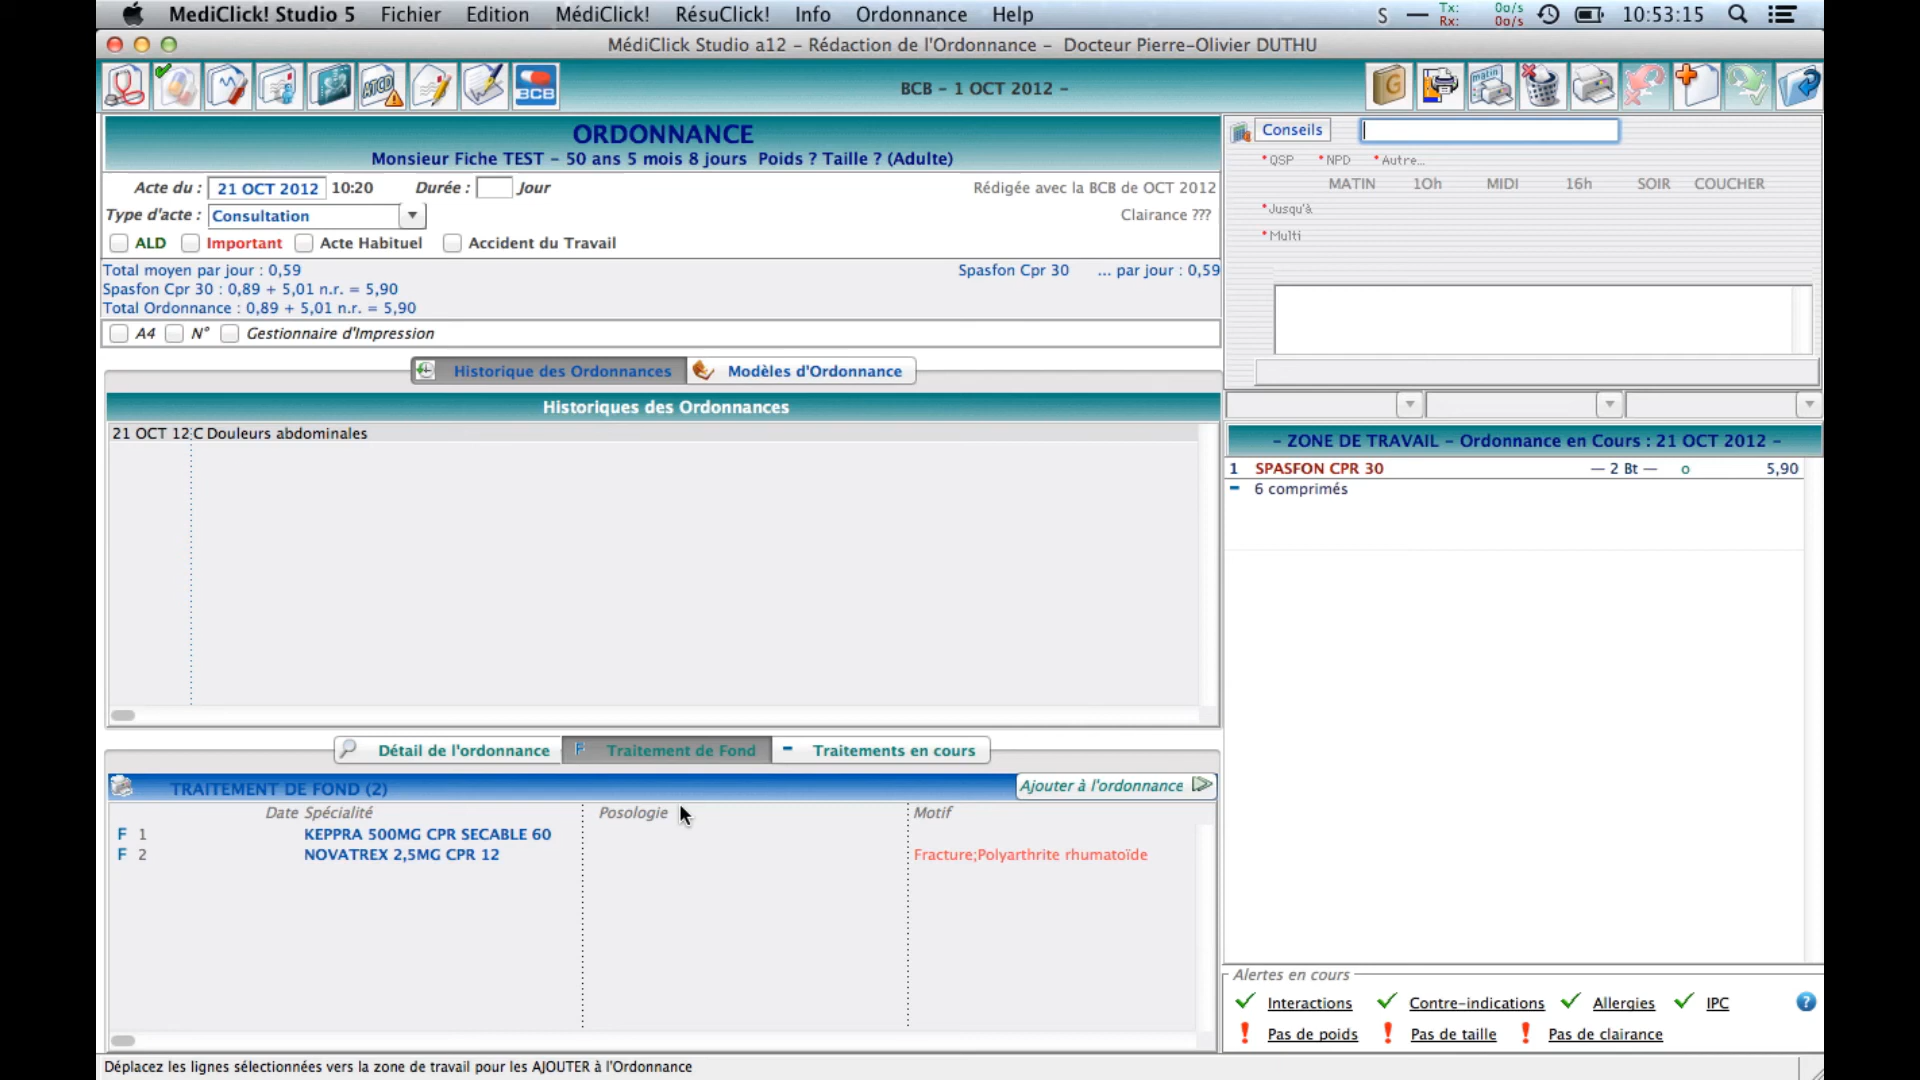 MediClick! Studio 5 Fichier Edition MédiClick! RésuClick! Info Ordonnance Help S Tx: 0o/s Rx: 0o/s 10:53:15
MédiClick Studio a12 - Rédaction de l'Ordonnance - Docteur Pierre-Olivier DUTHU
ATCD BCB BCB - 1 OCT 2012 - G matin
ORDONNANCE
Monsieur Fiche TEST - 50 ans 5 mois 8 jours Poids ? Taille ? (Adulte)
Acte du : 21 OCT 2012 10:20 Durée : Jour Rédigée avec la BCB de OCT 2012
Type d'acte : Consultation Clairance ???
ALD Important Acte Habituel Accident du Travail
Total moyen par jour : 0,59 Spasfon Cpr 30 ... par jour : 0,59
Spasfon Cpr 30 : 0,89 + 5,01 n.r. = 5,90
Total Ordonnance : 0,89 + 5,01 n.r. = 5,90
A4 N° Gestionnaire d'Impression
Historique des Ordonnances Modèles d'Ordonnance
Historiques des Ordonnances
21 OCT 12 C Douleurs abdominales
Détail de l'ordonnance F Traitement de Fond Traitements en cours
TRAITEMENT DE FOND (2) Ajouter à l'ordonnance
Date Spécialité Posologie Motif
F 1 KEPPRA 500MG CPR SECABLE 60
F 2 NOVATREX 2,5MG CPR 12 Fracture;Polyarthrite rhumatoïde
Déplacez les lignes sélectionnées vers la zone de travail pour les AJOUTER à l'Ordonnance
Conseils
*QSP *NPD *Autre...
MATIN 10h MIDI 16h SOIR COUCHER
*Jusqu'à
*Multi
- ZONE DE TRAVAIL - Ordonnance en Cours : 21 OCT 2012 -
1 SPASFON CPR 30 — 2 Bt — o 5,90
- 6 comprimés
Alertes en cours
Interactions Contre-indications Allergies IPC ?
! Pas de poids ! Pas de taille ! Pas de clairance